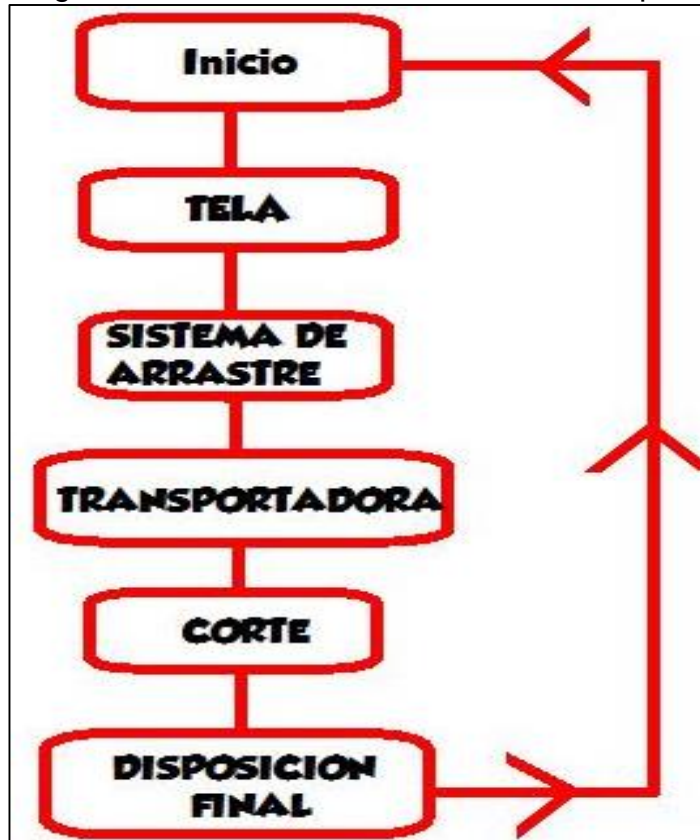 Inicio
TELA
SISTEMA DE
ARRASTRE
TRANSPORTADORA
CORTE
DISPOSICION
FINAL